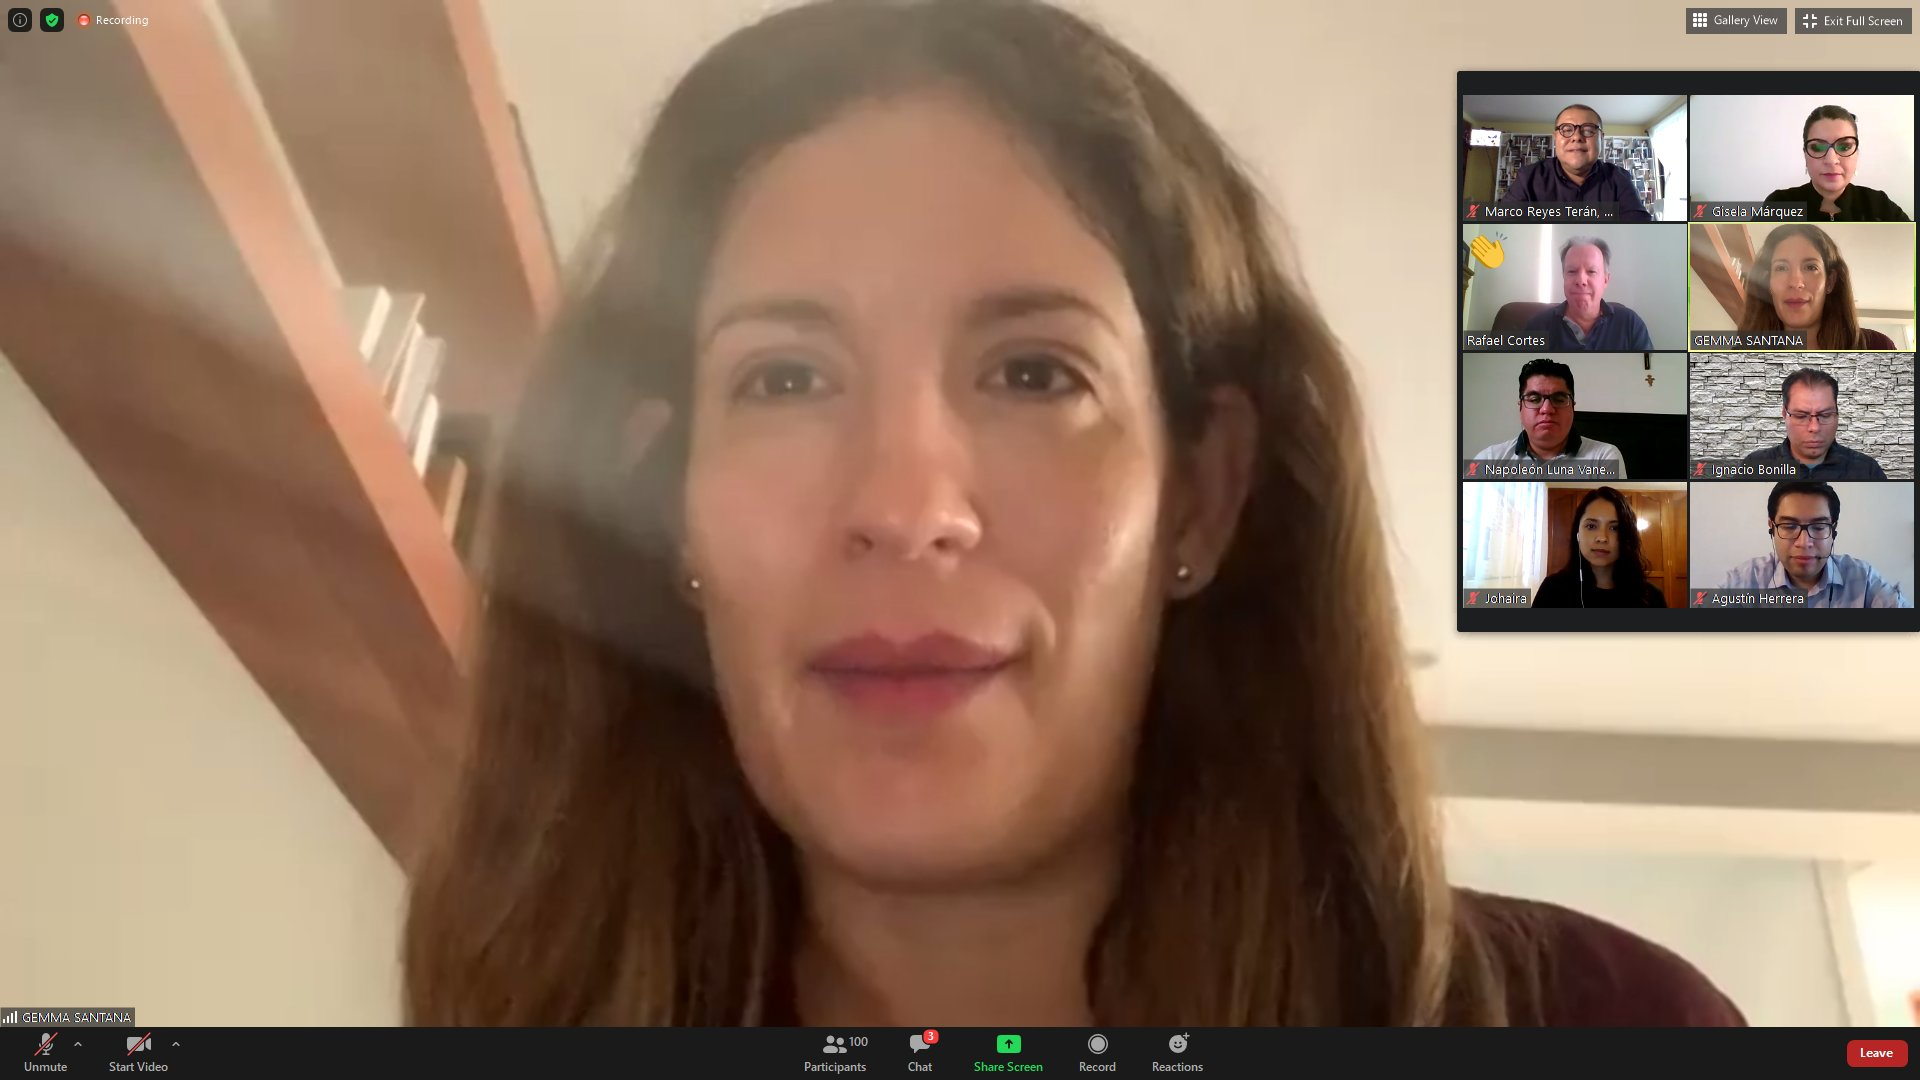 Recording
Gallery View
Exit Full Screen
Marco Reyes Terán, ...
Gisela Márquez
Rafael Cortes
GEMMA SANTANA
Napoleón Luna Vane...
Ignacio Bonilla
Johaira
Agustín Herrera
GEMMA SANTANA
Unmute
Start Video
100
Participants
3
Chat
Share Screen
Record
Reactions
Leave